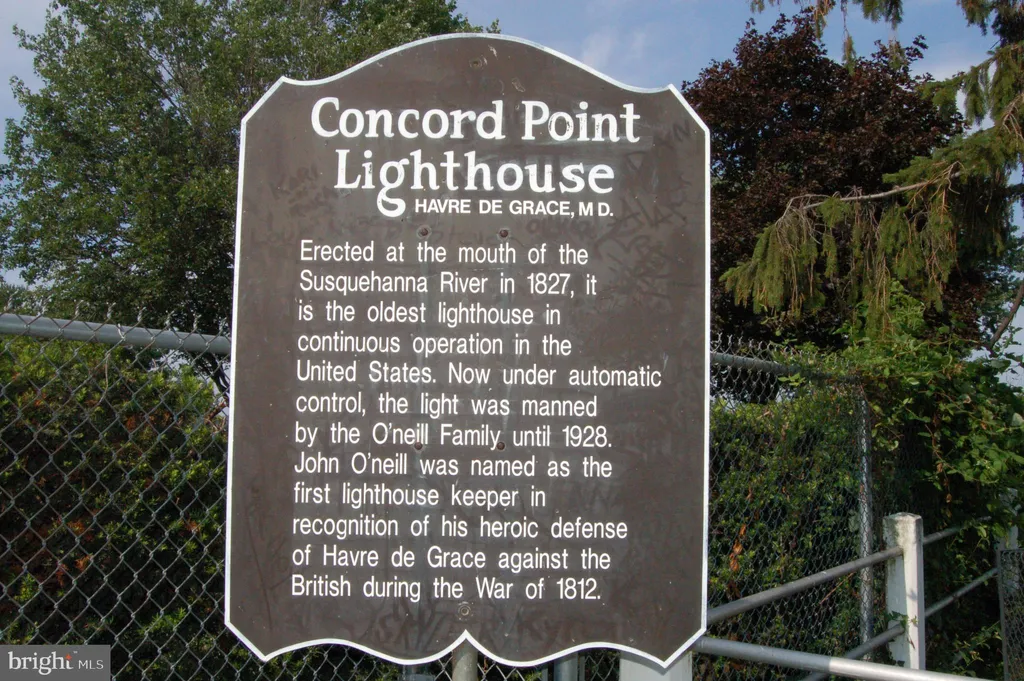 Concord Point
Lighthouse
HAVRE DE GRACE, MD.
Erected at the mouth of the
Susquehanna River in 1827, it
is the oldest lighthouse in
continuous operation in the
United States. Now under automatic
control, the light was manned
by the O'neill Family until 1928.
John O'neill was named as the
first lighthouse keeper in
recognition of his heroic defense
of Havre de Grace against the
British during the War of 1812.
bright MLS